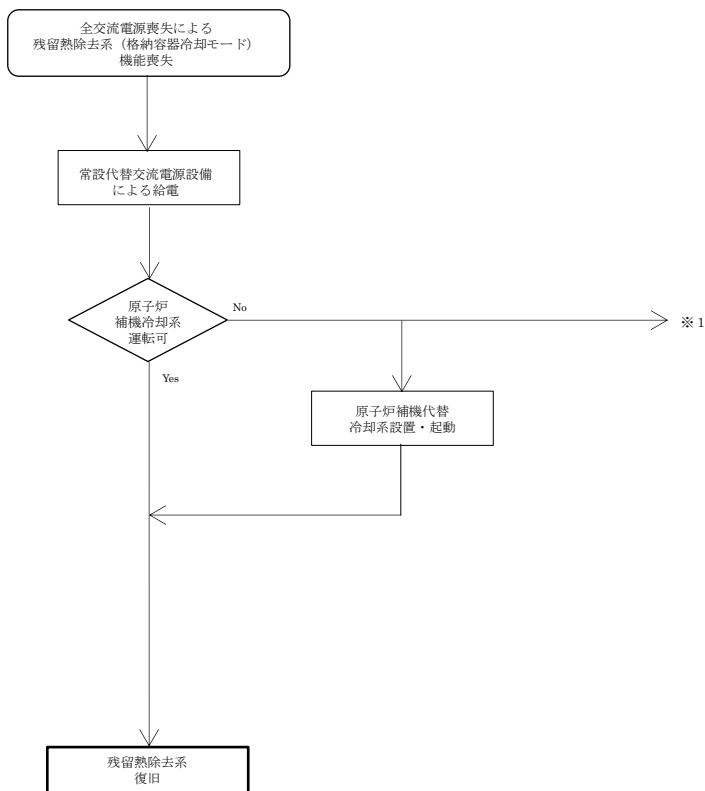 全交流電源喪失による
残留熱除去系（格納容器冷却モード）
機能喪失
常設代替交流電源設備
による給電
原子炉
補機冷却系
運転可
No
※1
Yes
原子炉補機代替
冷却系設置・起動
残留熱除去系
復旧